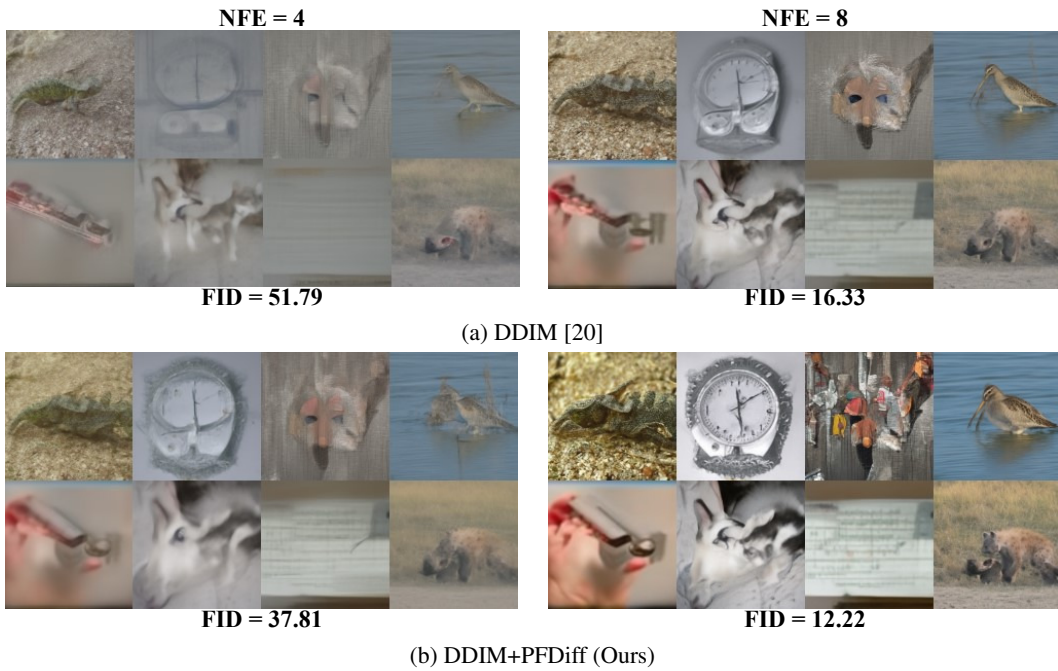 NFE = 4
NFE = 8
FID = 51.79
FID = 16.33
(a) DDIM [20]
FID = 37.81
FID = 12.22
(b) DDIM+PFDiff (Ours)